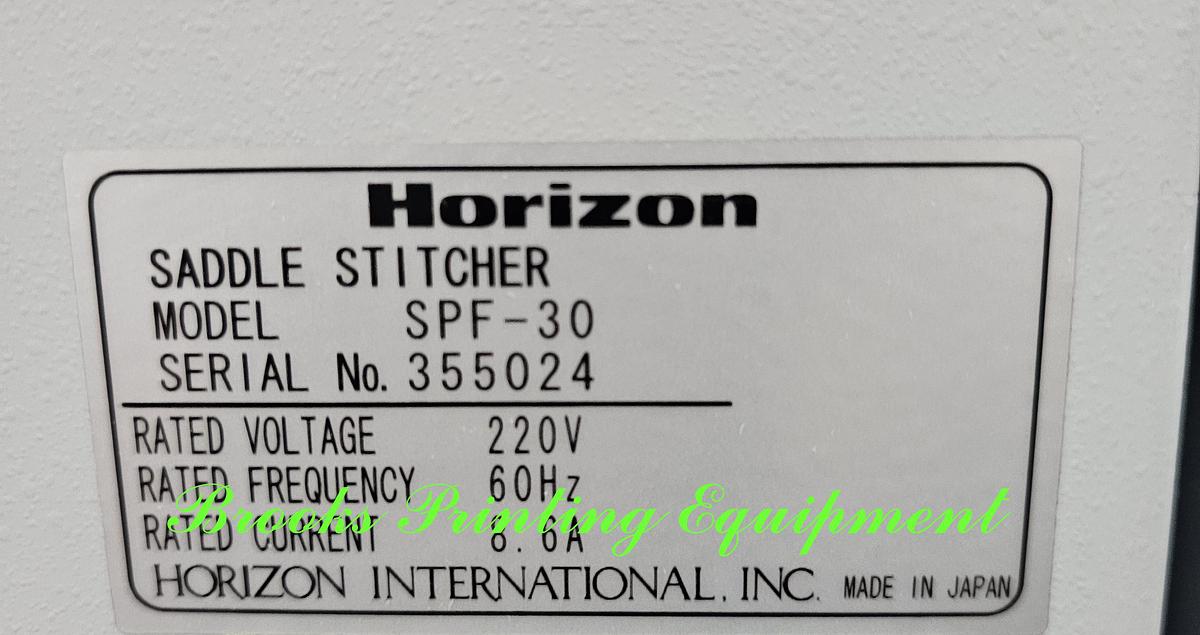 Horizon
SADDLE STITCHER
MODEL SPF-30
SERIAL No. 355024
RATED VOLTAGE 220V
RATED FREQUENCY 60Hz
Brooks Printing Equipment
RATED CURRENT 8.6A
HORIZON INTERNATIONAL, INC. MADE IN JAPAN